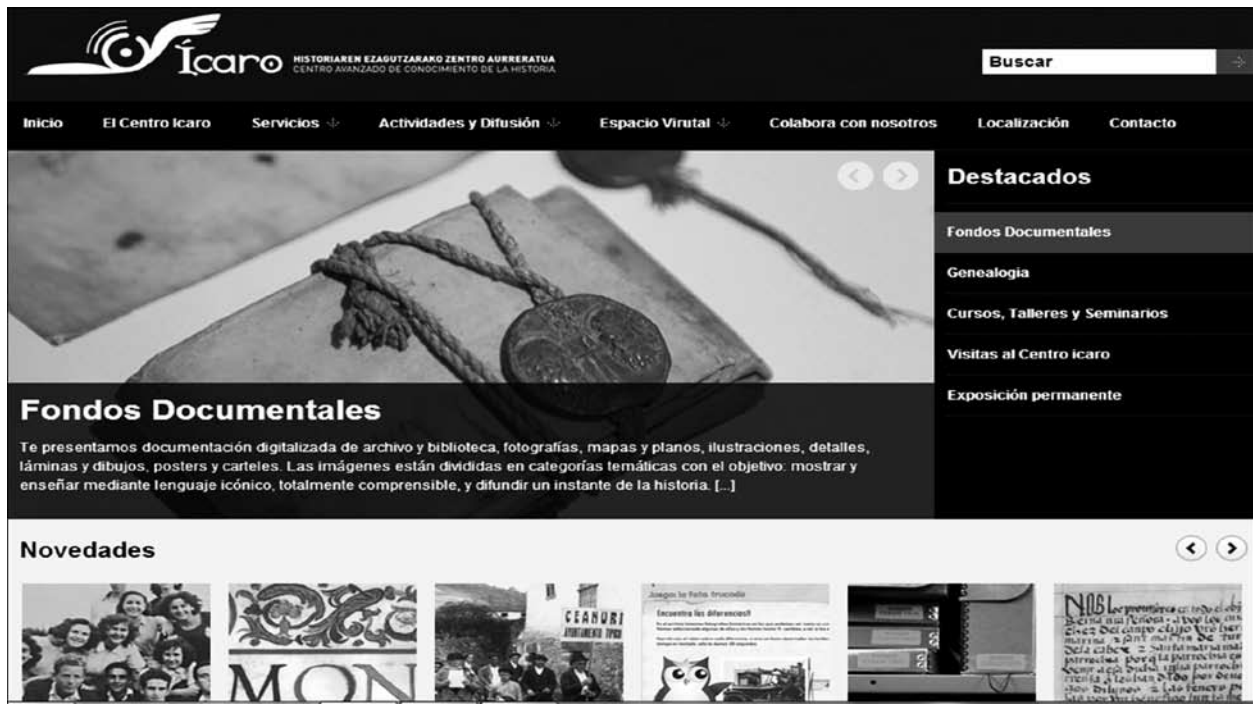 Ícaro
HISTORIAREN EZAGUTZARAKO ZENTRO AURRERATUA
CENTRO AVANZADO DE CONOCIMIENTO DE LA HISTORIA
Buscar
Inicio El Centro Icaro Servicios Actividades y Difusión Espacio Virutal Colabora con nosotros Localización Contacto
Fondos Documentales
Te presentamos documentación digitalizada de archivo y biblioteca, fotografías, mapas y planos, ilustraciones, detalles,
láminas y dibujos, posters y carteles. Las imágenes están divididas en categorías temáticas con el objetivo: mostrar y
enseñar mediante lenguaje icónico, totalmente comprensible, y difundir un instante de la historia. [...]
Destacados
Fondos Documentales
Genealogia
Cursos, Talleres y Seminarios
Visitas al Centro icaro
Exposición permanente
Novedades
MON
CEANURI
AYUNTAMIENTO TIPICO
Encuentra las diferencias!!